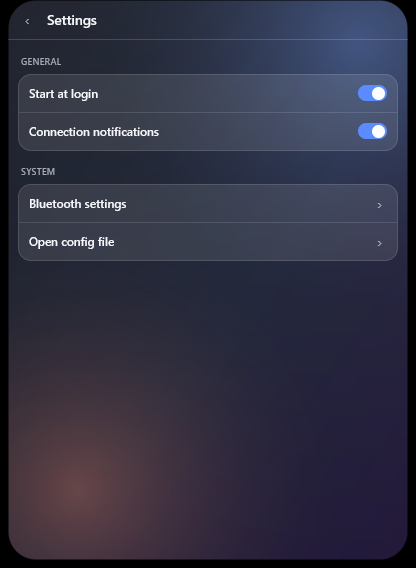 Settings
GENERAL
Start at login
Connection notifications
SYSTEM
Bluetooth settings
Open config file